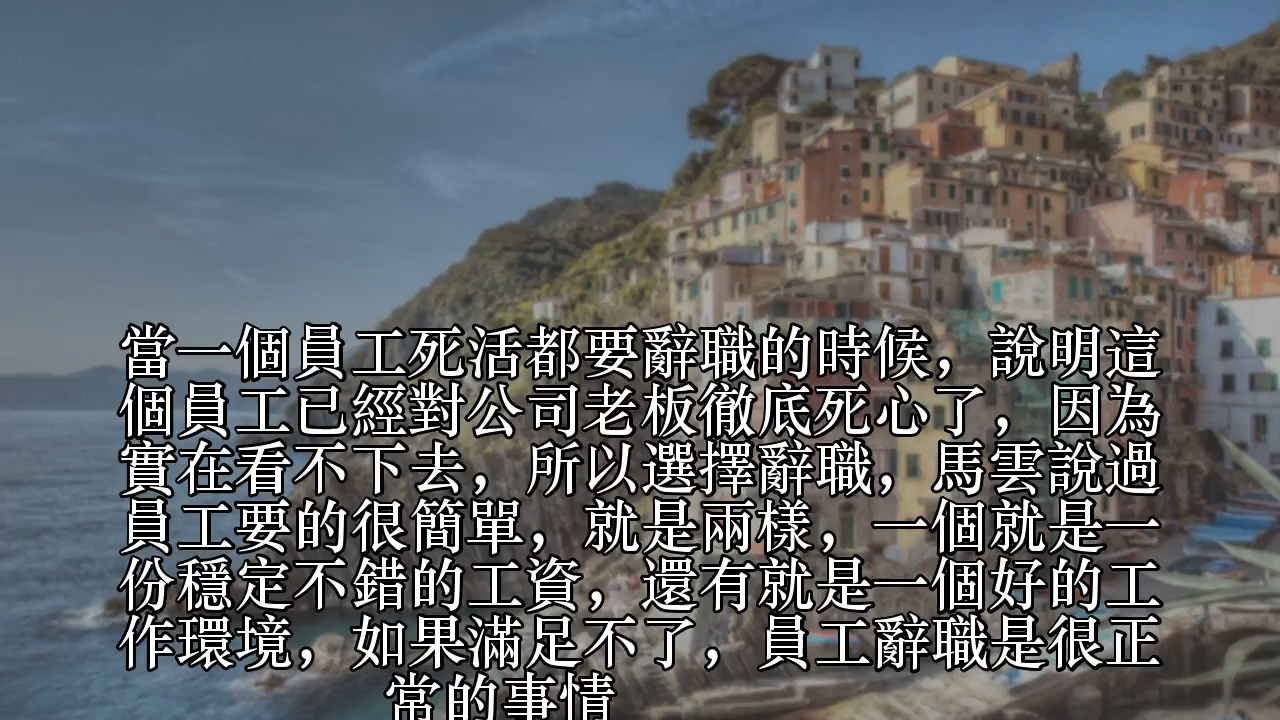 當一個員工死活都要辭職的時候，說明這
個員工已經對公司老板徹底死心了，因為
實在看不下去，所以選擇辭職，馬雲說過
員工要的很簡單，就是兩樣，一個就是一
份穩定不錯的工資，還有就是一個好的工
作環境，如果滿足不了，員工辭職是很正
常的事情